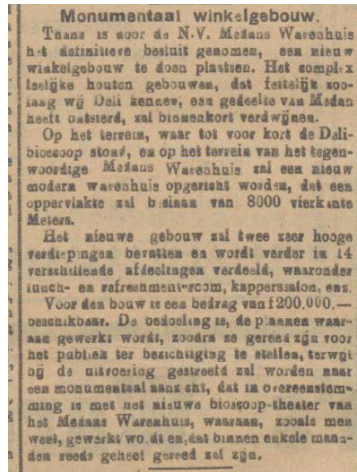 Monumentaal winkelgebouw.
Thans is door de N.V. Medans Warenhuis
het definitieve besluit genomen, een nieuw
winkelgebouw te doen plaatsen. Het complex
leelijke houten gebouwen, dat feitelijk zoo-
laag wij Deli kennen, een gedeelte van Medan
heeft ontsierd, zal binnenkort verdwijnen.
Op het terrein, waar tot voor kort de Deli-
bioscoop stond, en op het terrein van het tegen-
woordige Medans Warenhuis zal een nieuw
modern warenhuis opgericht worden, dat een
oppervlakte zal beslaan van 8000 vierkante
Meters.
Het nieuwe gebouw zal twee zeer hooge
verdiepingen bevatten en wordt verder in 14
verschillende afdeelingen verdeeld, waaronder
lunch- en refreshment-room, kapperssalon, enz.
Voor den bouw is een bedrag van f 200.000,—
beschikbaar. De bedoeling is, de plannen waar-
aan gewerkt wordt, zoodra ze gereed zijn voor
het publiek ter bezichtiging te stellen, terwijl
bij de uitvoering gestreefd zal worden naar
een monumentaal aanzicht, dat in overeenstem-
ming is met het nieuwe bioscoop-theater van
het Medans Warenhuis, waaraan, zooals men
weet, gewerkt wordt en, dat binnen enkele maan-
den reeds geheel gereed zal zijn.